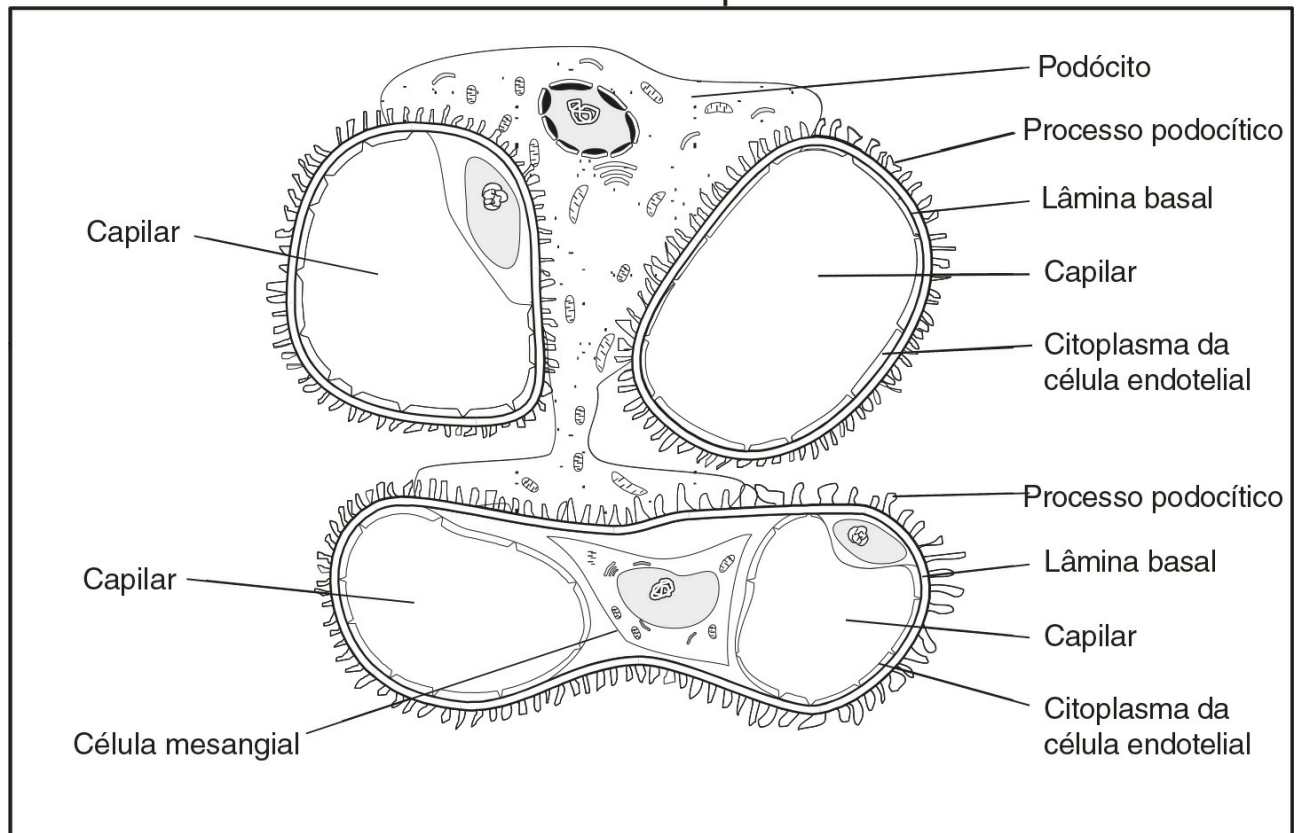 Podócito
Processo podocítico
Lâmina basal
Capilar
Capilar
Citoplasma da
célula endotelial
Processo podocítico
Lâmina basal
Capilar
Capilar
Citoplasma da
célula endotelial
Célula mesangial